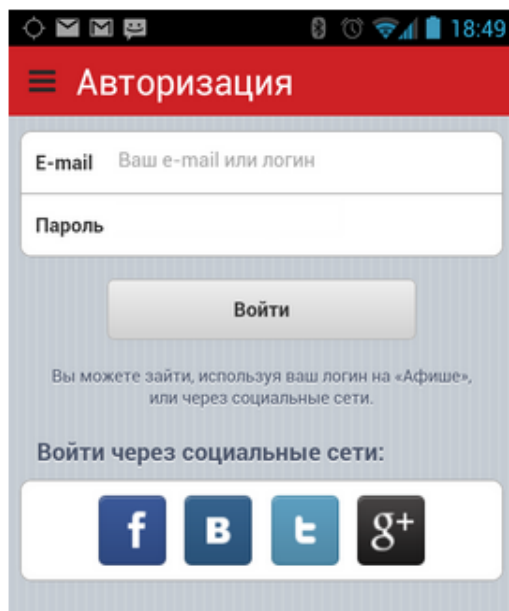 18:49
Авторизация
E-mail Ваш e-mail или логин
Пароль
Войти
Вы можете зайти, используя ваш логин на «Афише»,
или через социальные сети.
Войти через социальные сети:
f В t g+